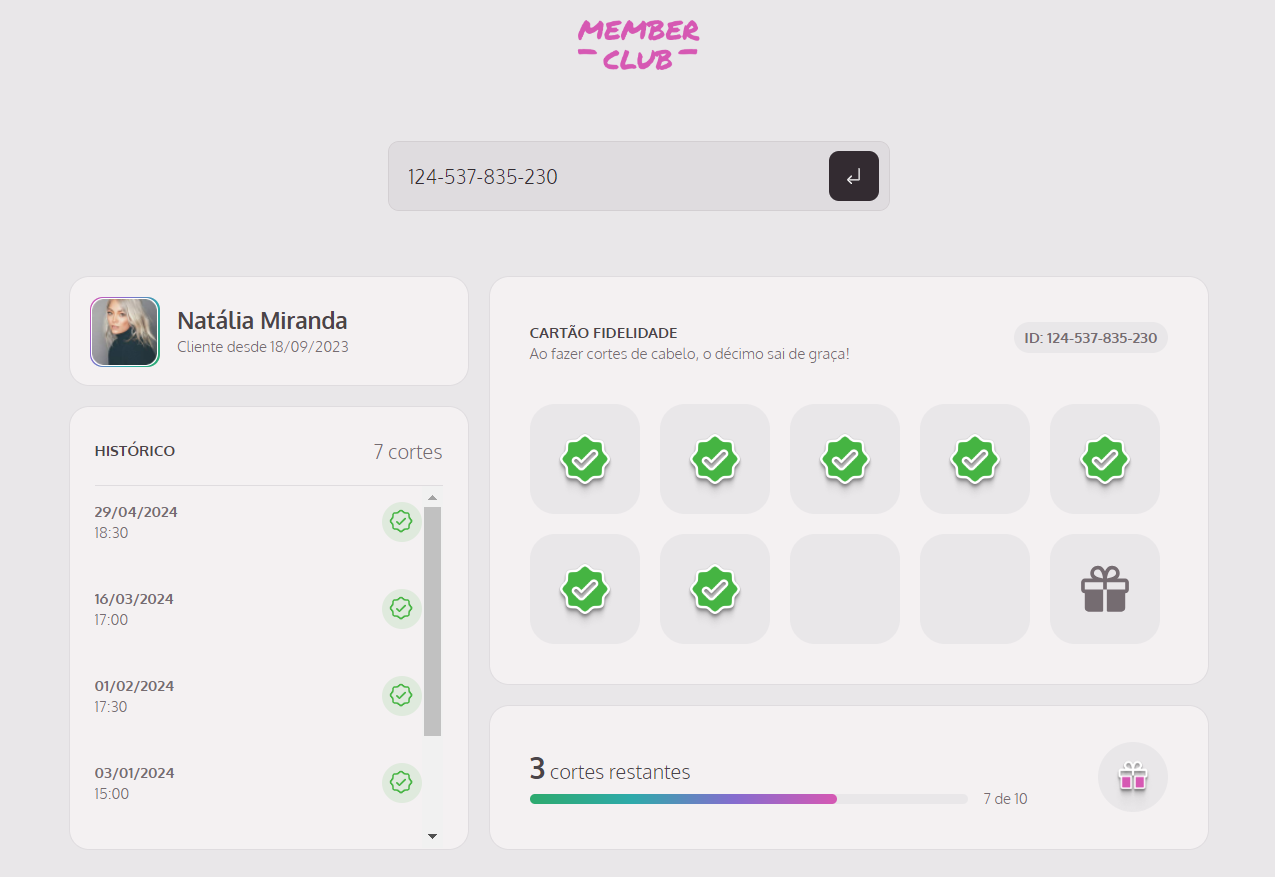 MEMBER
CLUB
124-537-835-230
Natália Miranda
Cliente desde 18/09/2023
HISTÓRICO
7 cortes
29/04/2024
18:30
16/03/2024
17:00
01/02/2024
17:30
03/01/2024
15:00
CARTÃO FIDELIDADE
ID: 124-537-835-230
Ao fazer cortes de cabelo, o décimo sai de graça!
3 cortes restantes
7 de 10